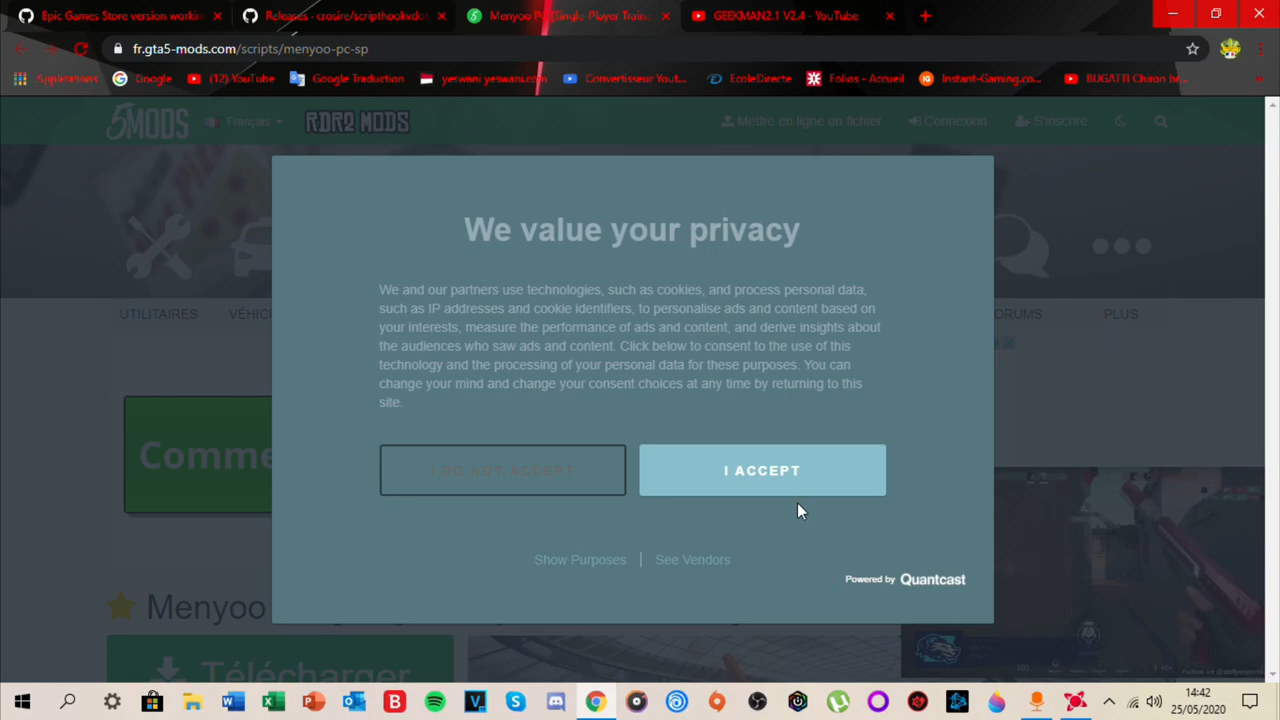 Epic Games Store version workin
Releases - crosire/scripthookvdot
Menyoo PC [Single-Player Traine
GEEKMAN2.1 V2.4 - YouTube
fr.gta5-mods.com/scripts/menyoo-pc-sp
Applications
Google
(12) YouTube
Google Traduction
yeswani yeswani.com
Convertisseur You...
EcoleDirecte
Folios - Accueil
Instant-Gaming.co...
BUGATTI Chiron be...
5MODS
Français
RDR2 MODS
Mettre en ligne un fichier
Connexion
S'inscrire
We value your privacy
We and our partners use technologies, such as cookies, and process personal data,
such as IP addresses and cookie identifiers, to personalise ads and content based on
your interests, measure the performance of ads and content, and derive insights about
the audiences who saw ads and content. Click below to consent to the use of this
technology and the processing of your personal data for these purposes. You can
change your mind and change your consent choices at any time by returning to this
site.
UTILITAIRES
VÉHIC
ORUMS
PLUS
Comme
I DO NOT ACCEPT
I ACCEPT
Show Purposes
See Vendors
Powered by Quantcast
Menyoo
Télécharger
14:42
25/05/2020